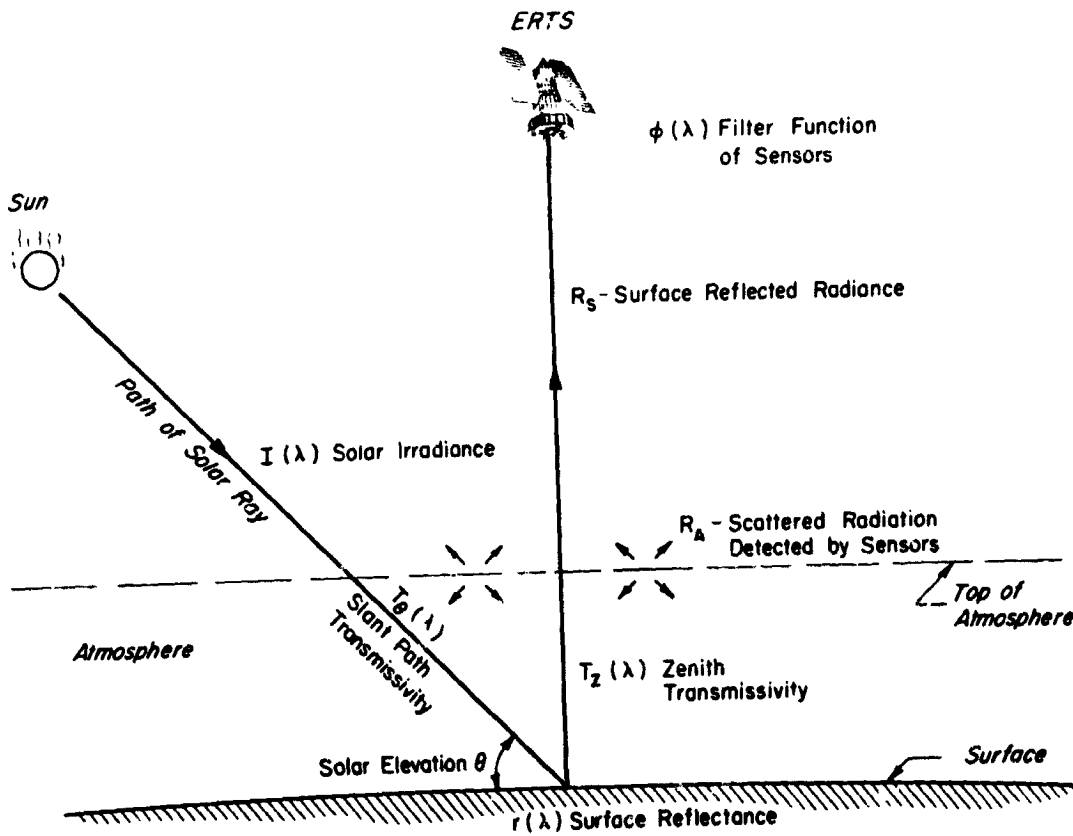 ERTS
ϕ(λ) Filter Function
of Sensors
Sun
R_S - Surface Reflected Radiance
Path of Solar Ray
I(λ) Solar Irradiance
R_A - Scattered Radiation
Detected by Sensors
Top of
Atmosphere
T_θ(λ)
Slant Path
Transmissivity
Atmosphere
T_Z(λ) Zenith
Transmissivity
Solar Elevation θ
Surface
r(λ) Surface Reflectance